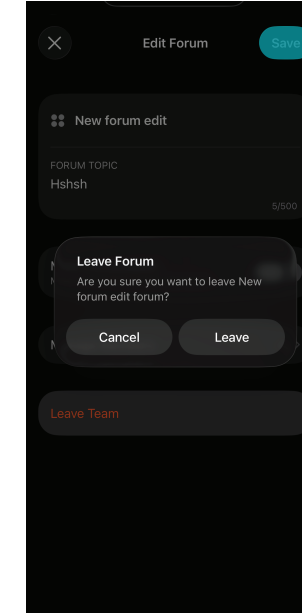 Edit Forum
Save
New forum edit
FORUM TOPIC
Hshsh
5/500
Leave Forum
Are you sure you want to leave New
forum edit forum?
Cancel
Leave
Leave Team